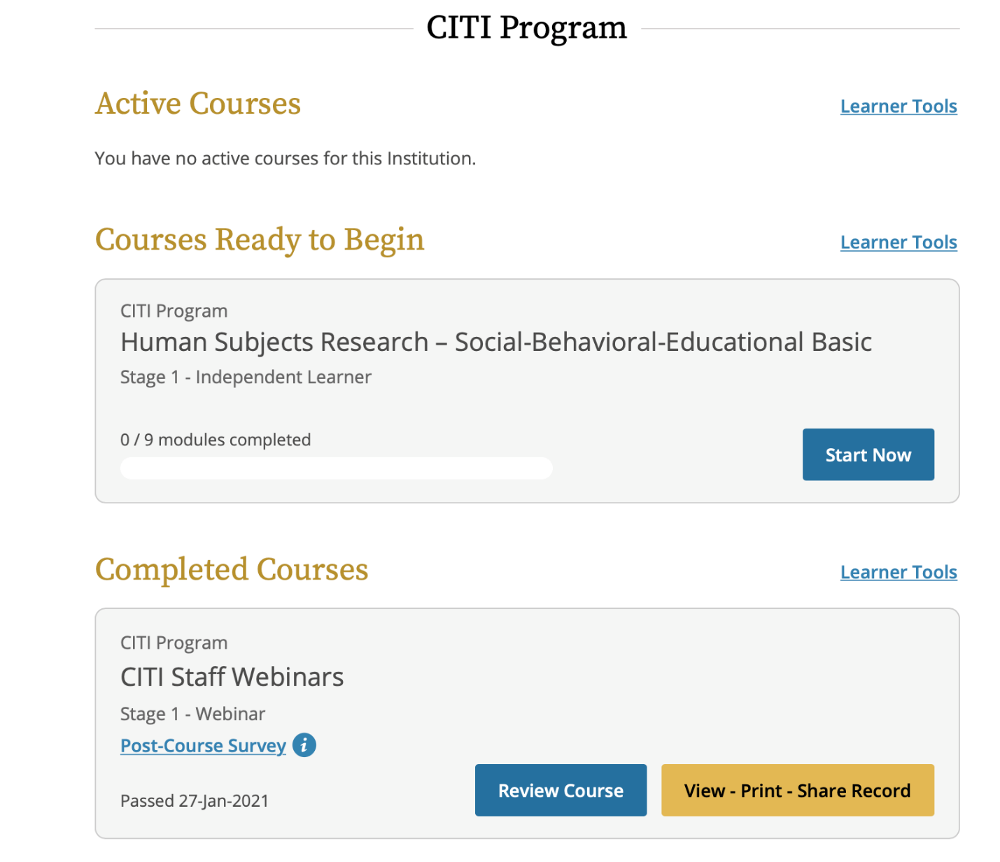 CITI Program
Active Courses
Learner Tools
You have no active courses for this Institution.
Courses Ready to Begin
Learner Tools
CITI Program
Human Subjects Research – Social-Behavioral-Educational Basic
Stage 1 - Independent Learner
0 / 9 modules completed
Start Now
Completed Courses
Learner Tools
CITI Program
CITI Staff Webinars
Stage 1 - Webinar
Post-Course Survey i
Passed 27-Jan-2021
Review Course
View - Print - Share Record